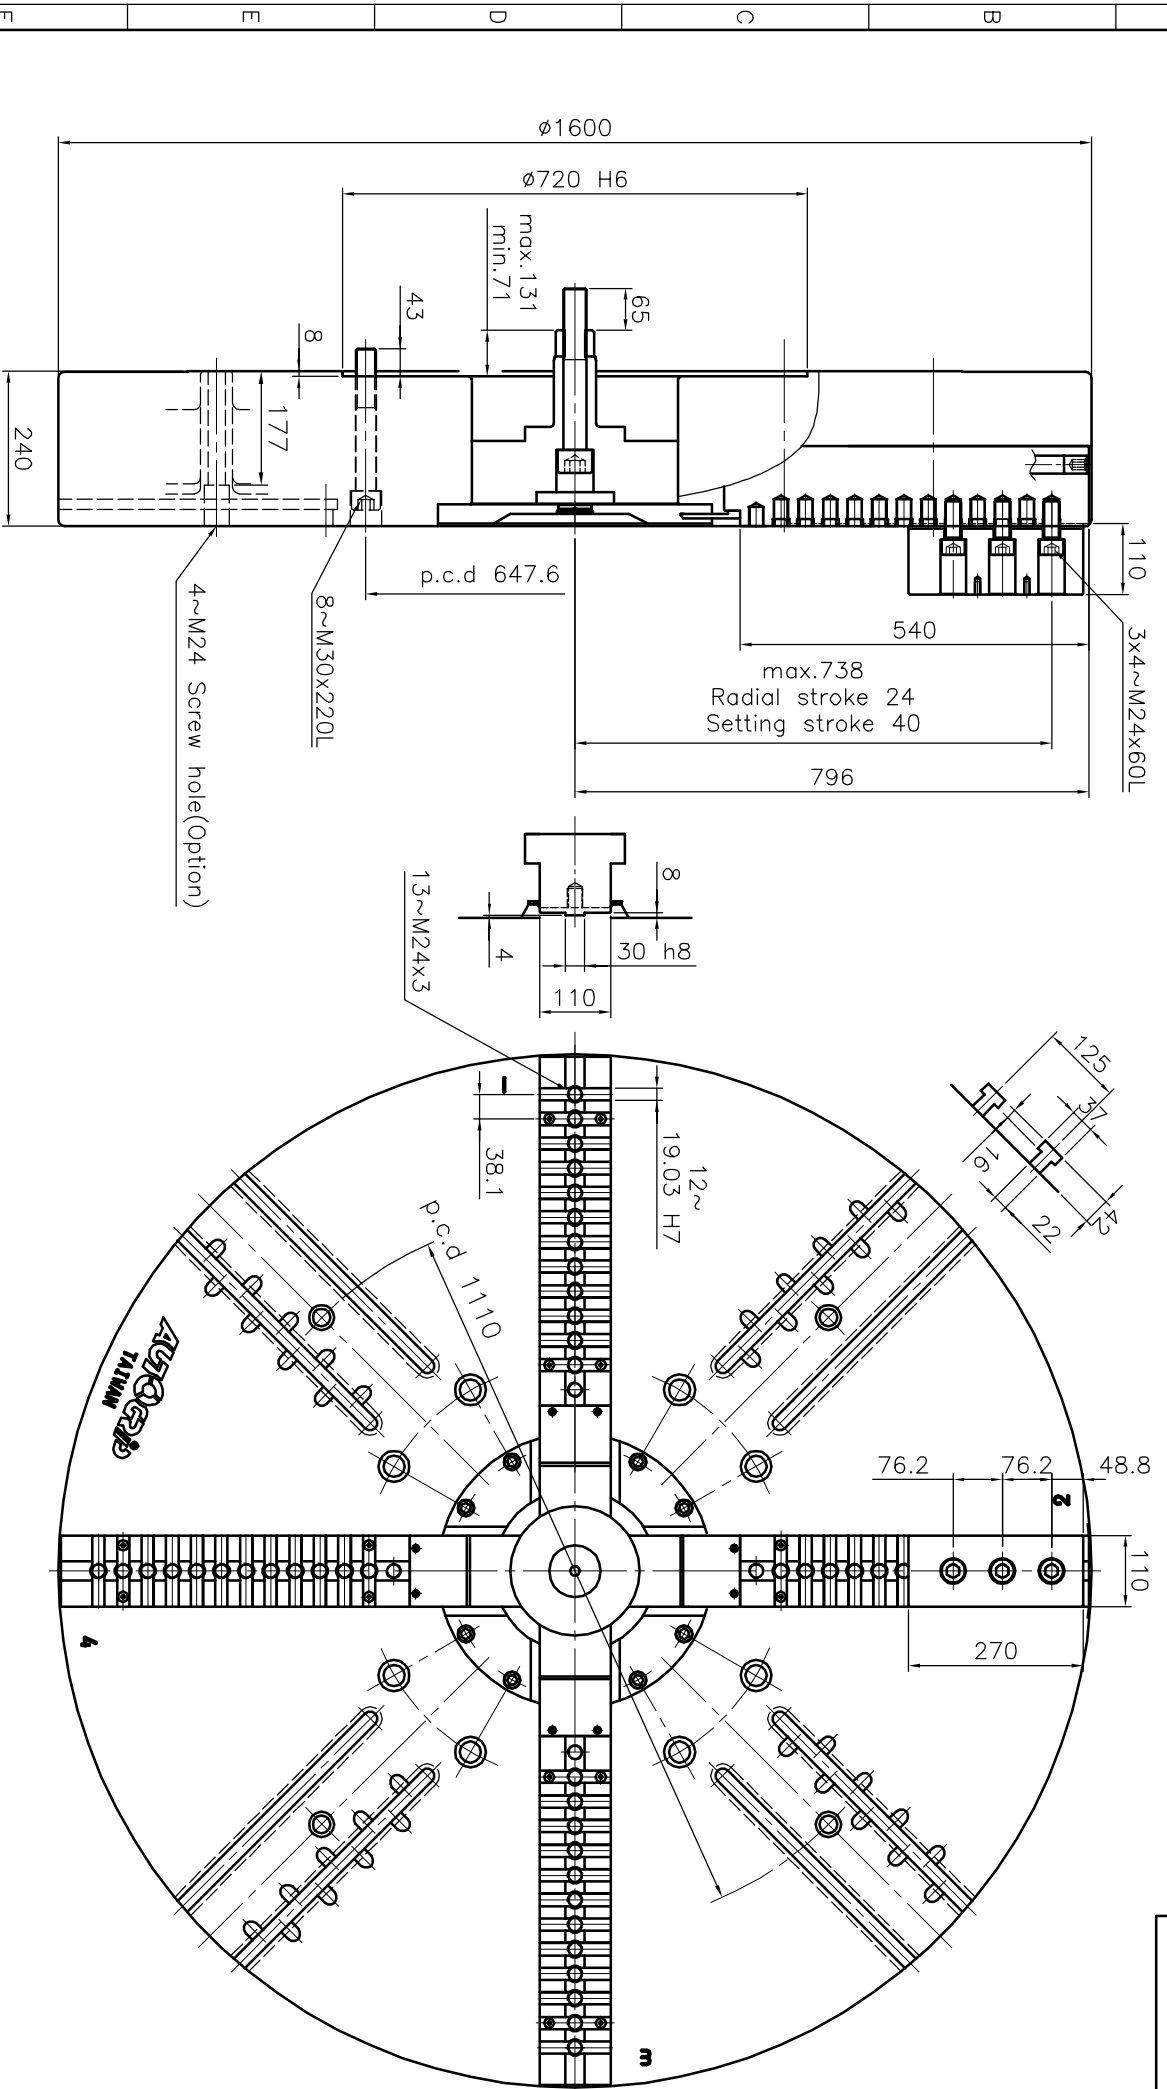 F
E
D
C
B
ø1600
ø720 H6
max.131
min.71
65
43
8
177
240
110
3x4~M24x60L
p.c.d 647.6
540
8~M30x220L
4~M24 Screw hole(Option)
max.738
Radial stroke 24
Setting stroke 40
796
8
4
30 h8
110
13~M24x3
125
37
16
22
42
12~
19.03 H7
38.1
p.c.d 1110
AUTOGRIP
TAIWAN
76.2
76.2
48.8
110
270
1
2
3
4